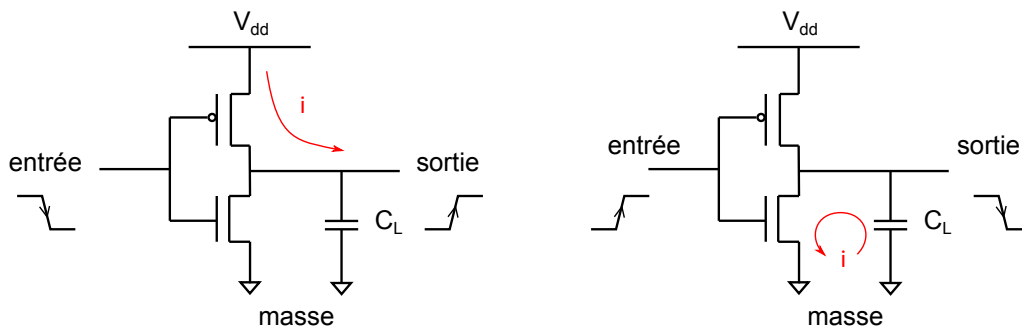 V_dd
i
entrée
sortie
C_L
masse
V_dd
entrée
sortie
C_L
i
masse